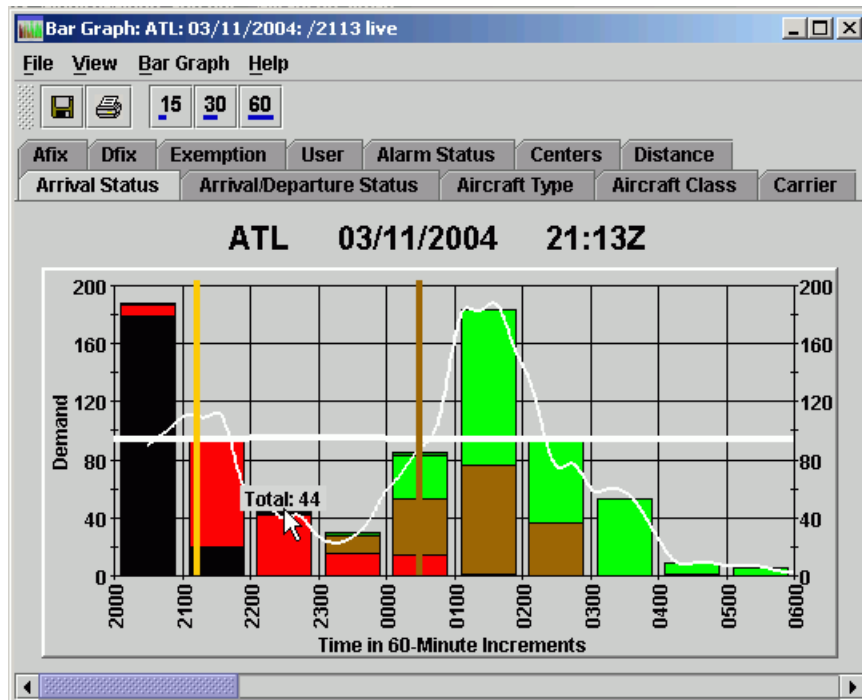 Bar Graph: ATL: 03/11/2004: /2113 live
File View Bar Graph Help
15 30 60
Afix Dfix Exemption User Alarm Status Centers Distance
Arrival Status Arrival/Departure Status Aircraft Type Aircraft Class Carrier
ATL 03/11/2004 21:13Z
200 200
160 160
120 120
80 80
40 40
0 0
Demand
Total: 44
2000 2100 2200 2300 0000 0100 0200 0300 0400 0500 0600
Time in 60-Minute Increments